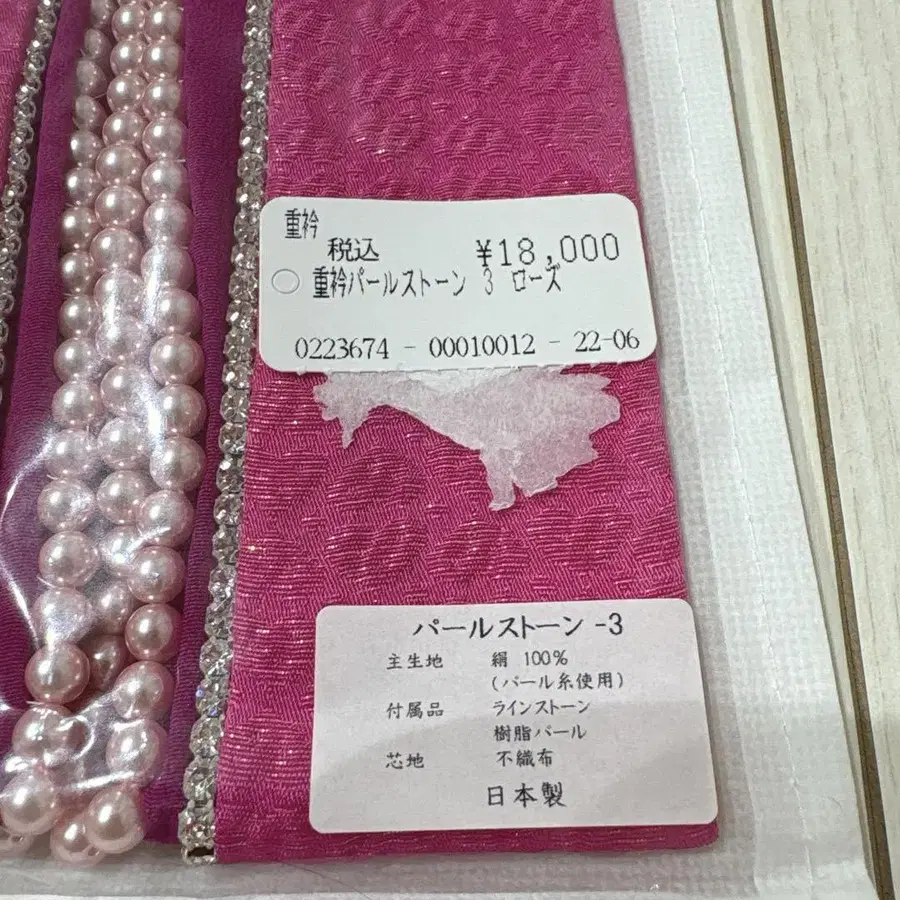 重衿
税込 ¥18,000
重衿パールストーン 3 ローズ
0223674 - 00010012 - 22-06
パールストーン -3
主生地 絹 100%
(パール糸使用)
付属品 ラインストーン
樹脂パール
芯地 不織布
日本製